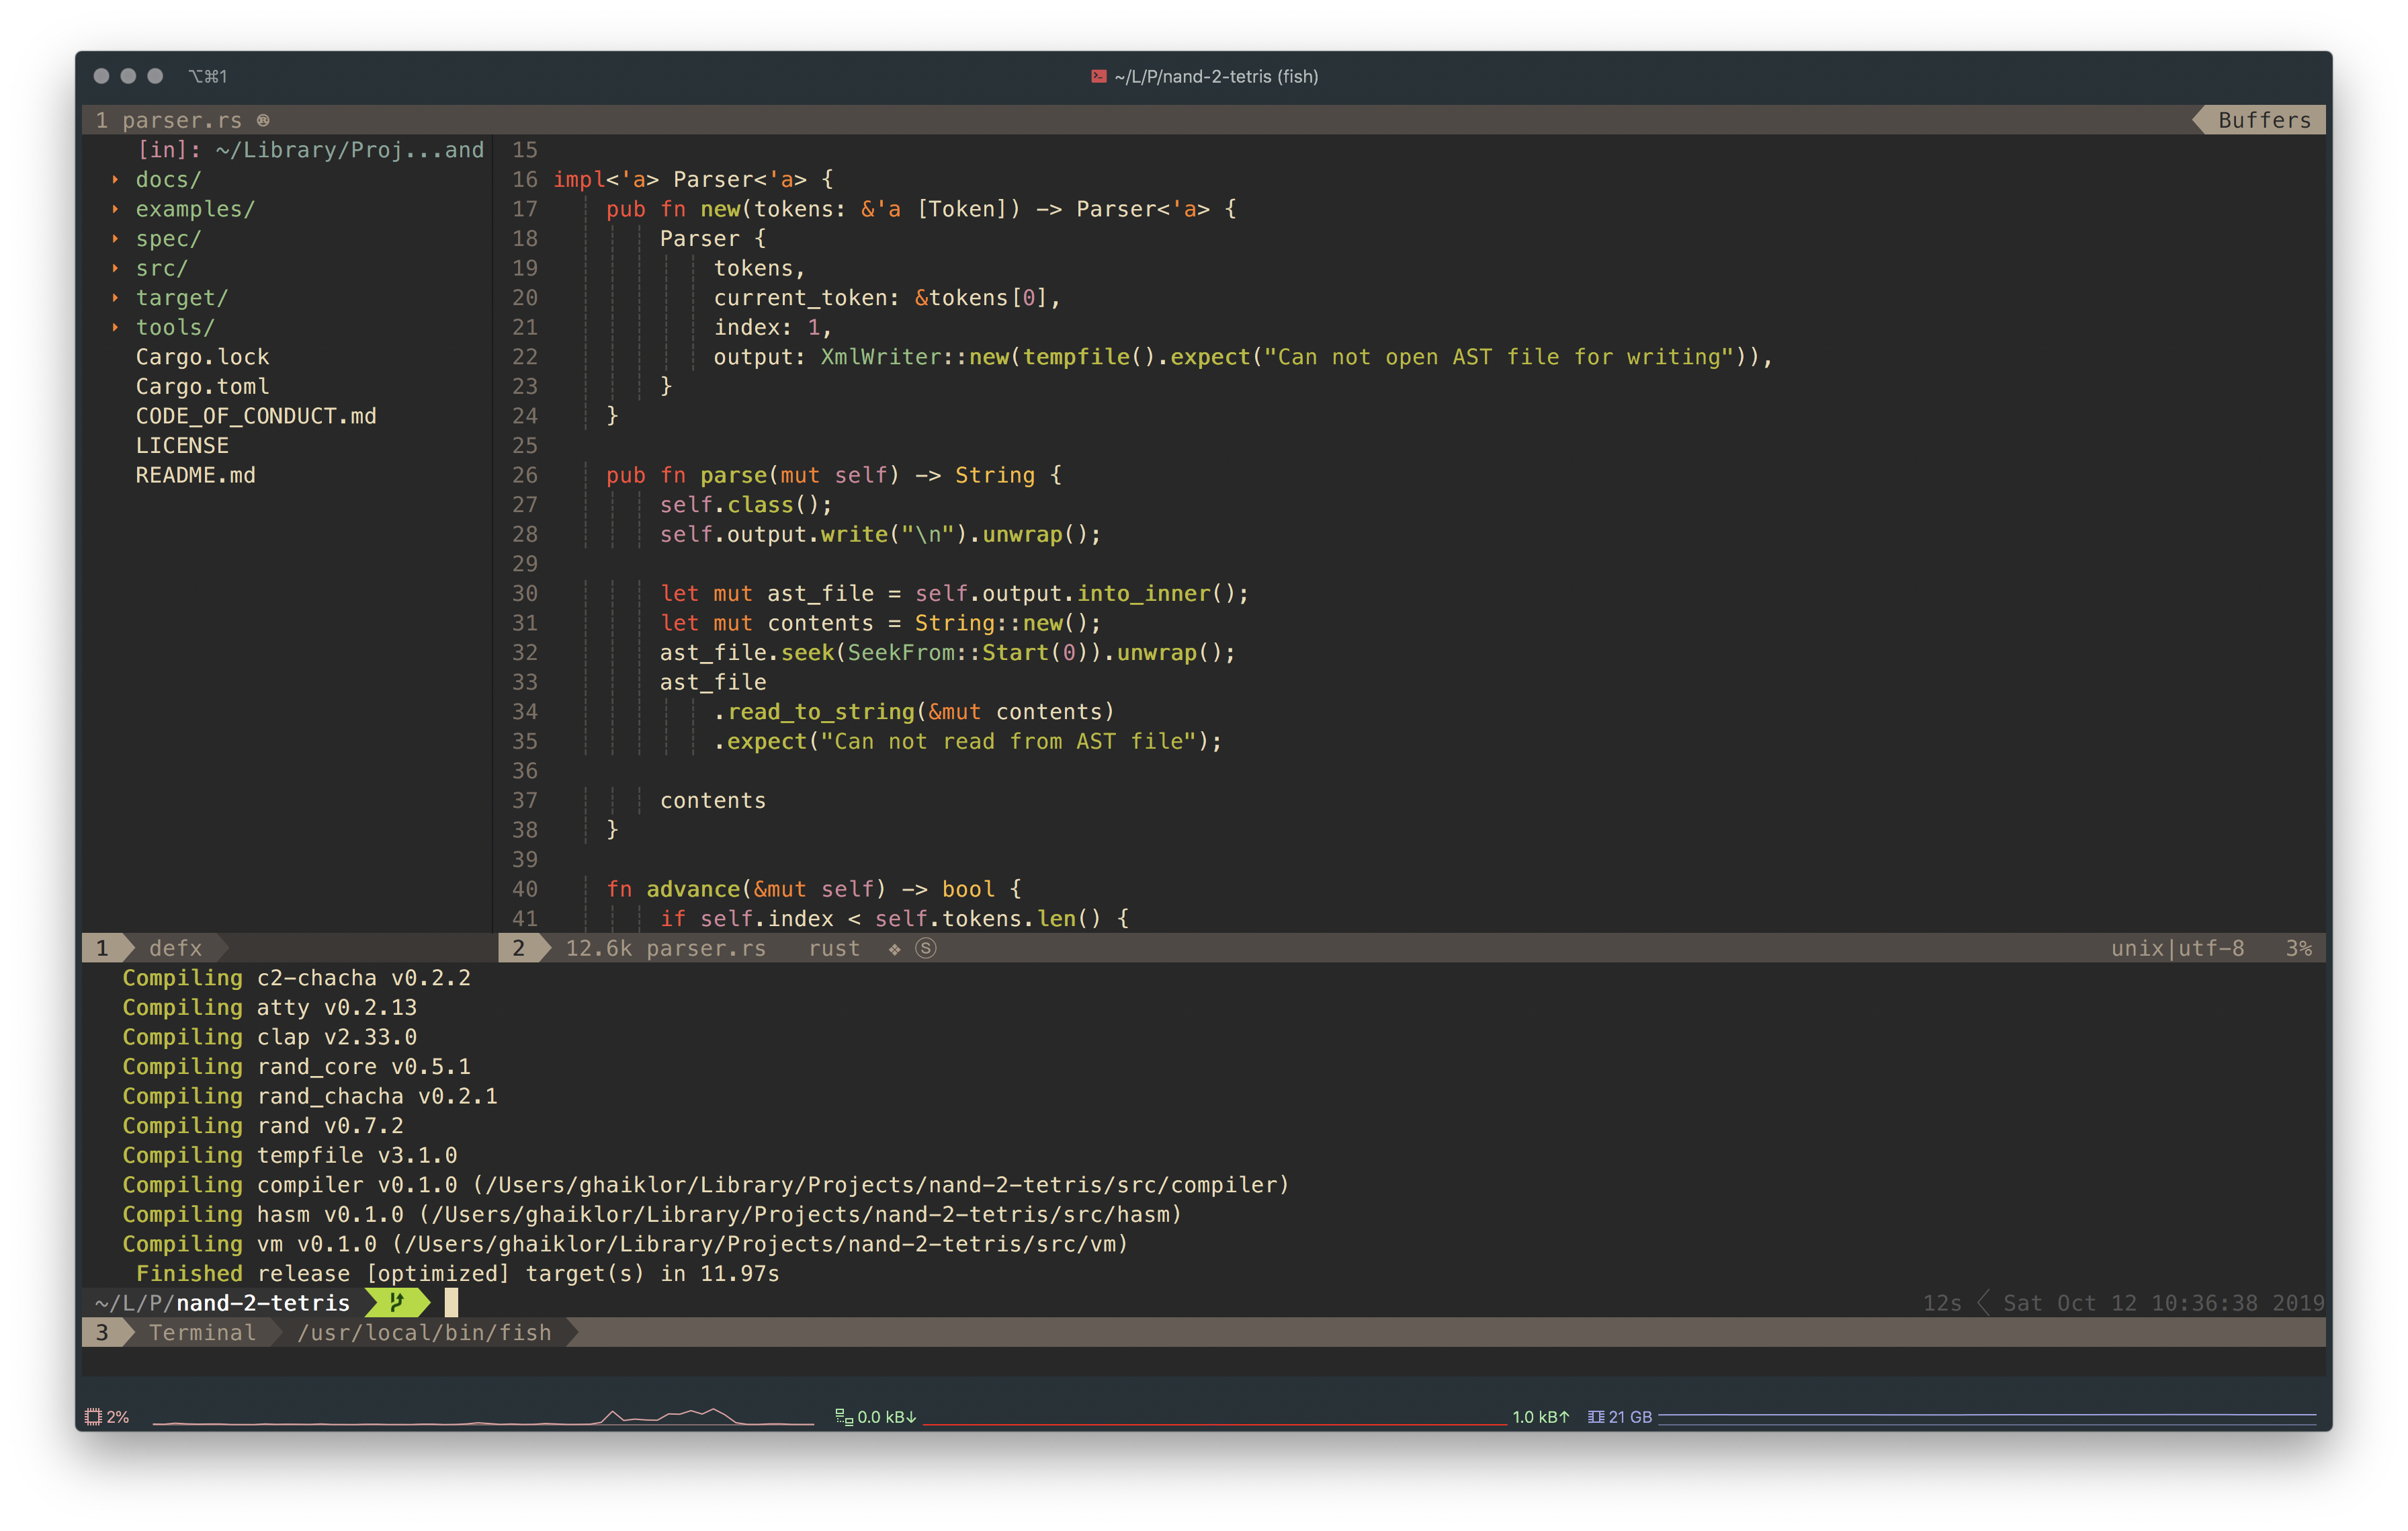 ⌥⌘1 ~/L/P/nand-2-tetris (fish)
1 parser.rs ® Buffers
[in]: ~/Library/Proj...and
docs/
examples/
spec/
src/
target/
tools/
Cargo.lock
Cargo.toml
CODE_OF_CONDUCT.md
LICENSE
README.md
15
16 impl<'a> Parser<'a> {
17 pub fn new(tokens: &'a [Token]) -> Parser<'a> {
18 Parser {
19 tokens,
20 current_token: &tokens[0],
21 index: 1,
22 output: XmlWriter::new(tempfile().expect("Can not open AST file for writing")),
23 }
24 }
25
26 pub fn parse(mut self) -> String {
27 self.class();
28 self.output.write("\n").unwrap();
29
30 let mut ast_file = self.output.into_inner();
31 let mut contents = String::new();
32 ast_file.seek(SeekFrom::Start(0)).unwrap();
33 ast_file
34 .read_to_string(&mut contents)
35 .expect("Can not read from AST file");
36
37 contents
38 }
39
40 fn advance(&mut self) -> bool {
41 if self.index < self.tokens.len() {
1 defx
2 12.6k parser.rs rust ❖ Ⓢ unix|utf-8 3%
Compiling c2-chacha v0.2.2
Compiling atty v0.2.13
Compiling clap v2.33.0
Compiling rand_core v0.5.1
Compiling rand_chacha v0.2.1
Compiling rand v0.7.2
Compiling tempfile v3.1.0
Compiling compiler v0.1.0 (/Users/ghaiklor/Library/Projects/nand-2-tetris/src/compiler)
Compiling hasm v0.1.0 (/Users/ghaiklor/Library/Projects/nand-2-tetris/src/hasm)
Compiling vm v0.1.0 (/Users/ghaiklor/Library/Projects/nand-2-tetris/src/vm)
Finished release [optimized] target(s) in 11.97s
~/L/P/nand-2-tetris 12s Sat Oct 12 10:36:38 2019
3 Terminal /usr/local/bin/fish
2% 0.0 kB↓ 1.0 kB↑ 21 GB